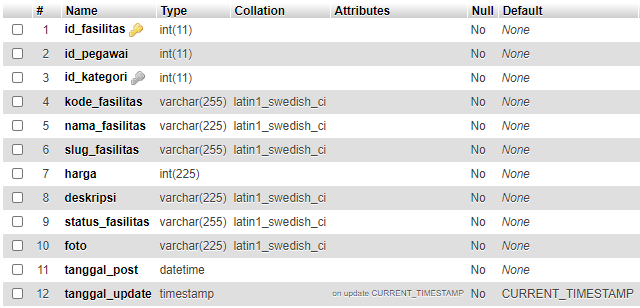 # Name Type Collation Attributes Null Default
1 id_fasilitas int(11) No None
2 id_pegawai int(11) No None
3 id_kategori int(11) No None
4 kode_fasilitas varchar(255) latin1_swedish_ci No None
5 nama_fasilitas varchar(225) latin1_swedish_ci No None
6 slug_fasilitas varchar(255) latin1_swedish_ci No None
7 harga int(225) No None
8 deskripsi varchar(225) latin1_swedish_ci No None
9 status_fasilitas varchar(225) latin1_swedish_ci No None
10 foto varchar(225) latin1_swedish_ci No None
11 tanggal_post datetime No None
12 tanggal_update timestamp on update CURRENT_TIMESTAMP No CURRENT_TIMESTAMP